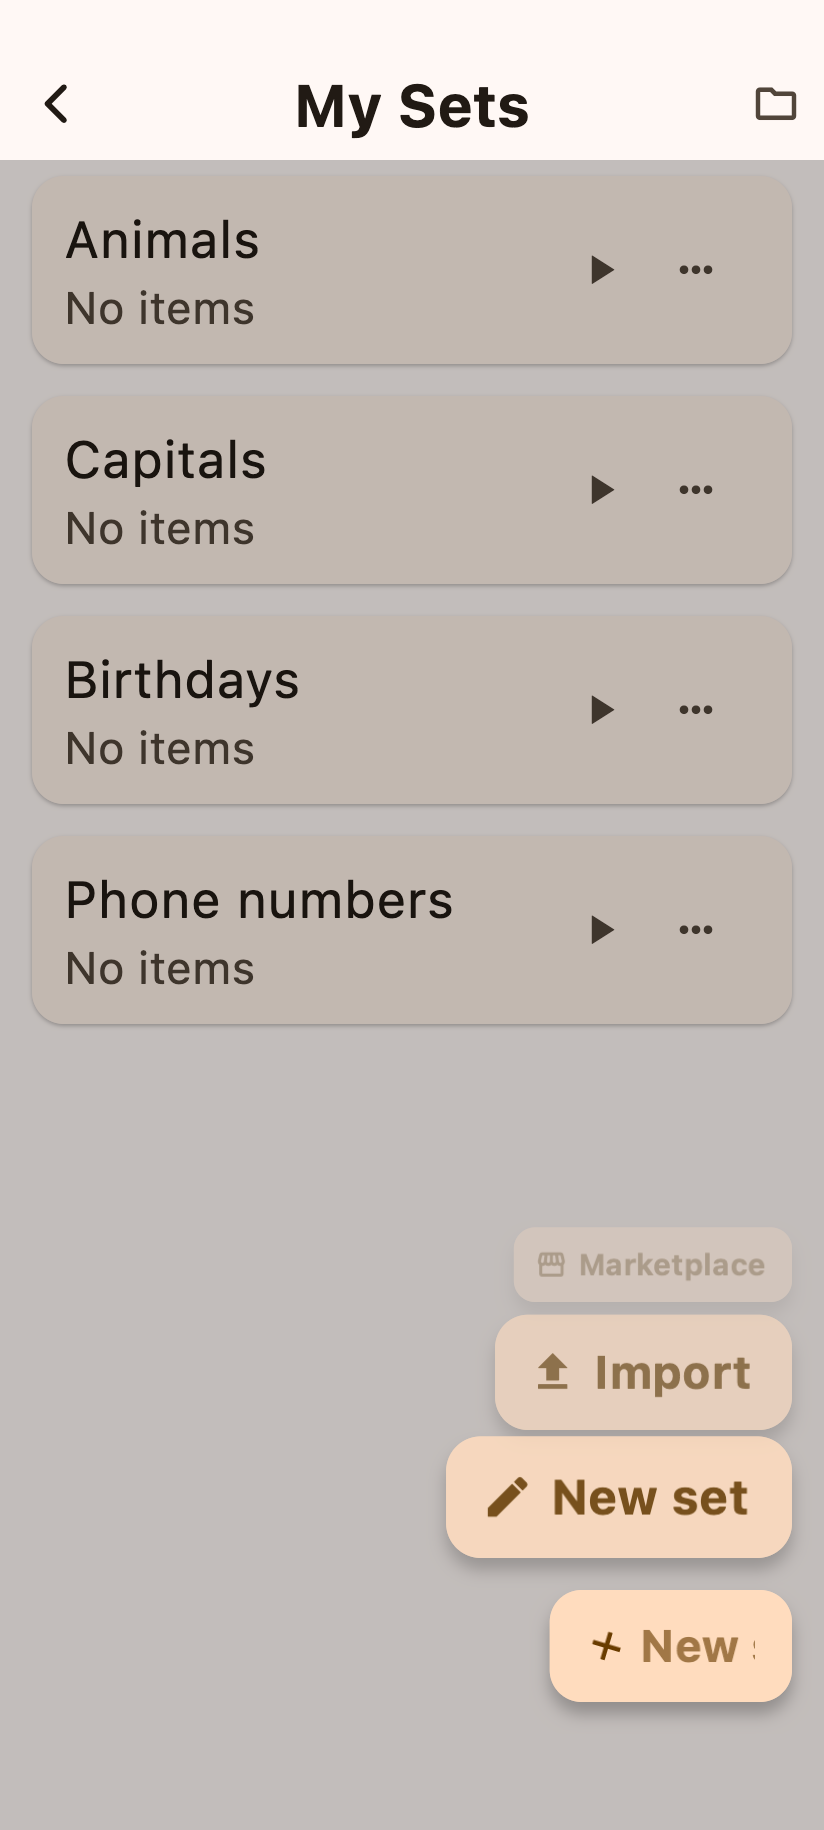 My Sets
Animals
No items
Capitals
No items
Birthdays
No items
Phone numbers
No items
Marketplace
Import
New set
New